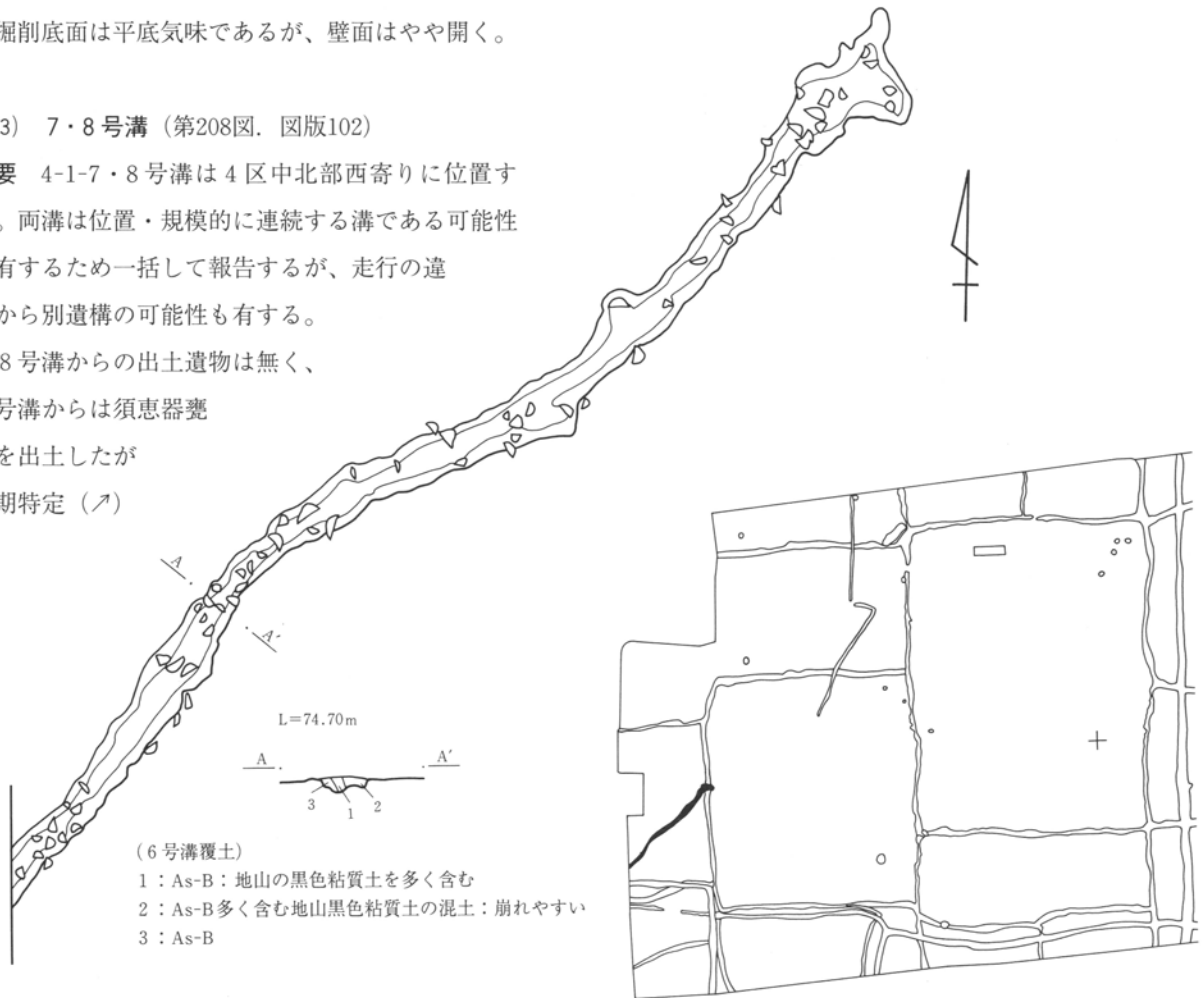 掘削底面は平底気味であるが、壁面はやや開く。
3) 7・8号溝（第208図．図版102）
要 4-1-7・8号溝は4区中北部西寄りに位置す
。両溝は位置・規模的に連続する溝である可能性
有するため一括して報告するが、走行の違
から別遺構の可能性も有する。
8号溝からの出土遺物は無く、
号溝からは須恵器甕
を出土したが
期特定（↗）
A
A′
L=74.70m
A A′
3 1 2
(6号溝覆土)
1：As-B：地山の黒色粘質土を多く含む
2：As-B多く含む地山黒色粘質土の混土：崩れやすい
3：As-B